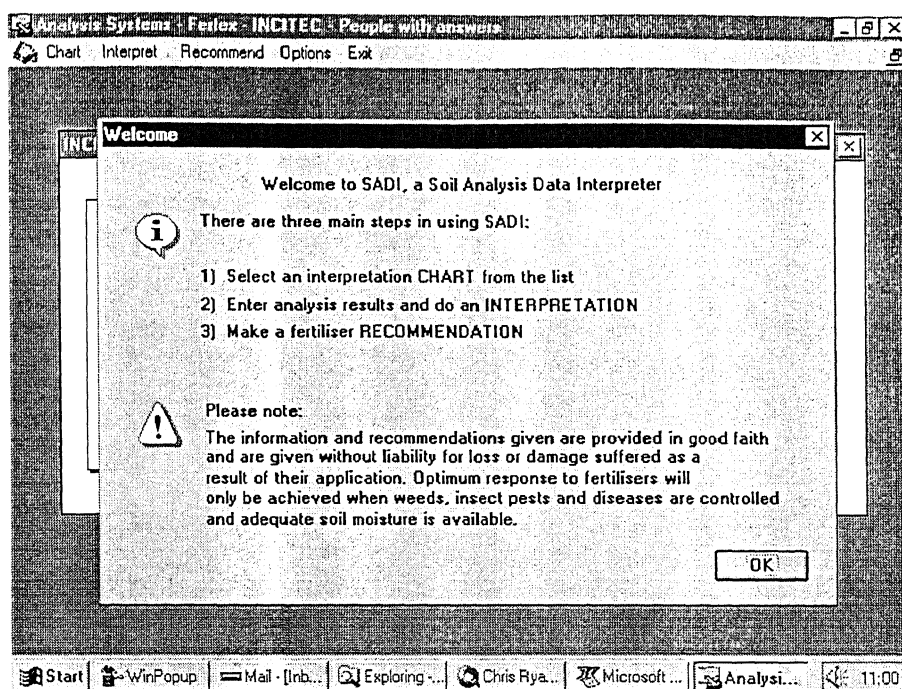 Analysis Systems - Ferlex - INCITEC - People with answers
Chart Interpret Recommend Options Exit
INCI
Welcome
Welcome to SADI, a Soil Analysis Data Interpreter
There are three main steps in using SADI:
1) Select an interpretation CHART from the list
2) Enter analysis results and do an INTERPRETATION
3) Make a fertiliser RECOMMENDATION
Please note:
The information and recommendations given are provided in good faith
and are given without liability for loss or damage suffered as a
result of their application. Optimum response to fertilisers will
only be achieved when weeds, insect pests and diseases are controlled
and adequate soil moisture is available.
OK
Start WinPopup Mail - [Inb... Exploring -... Chris Rya... Microsoft ... Analysi... 11:00